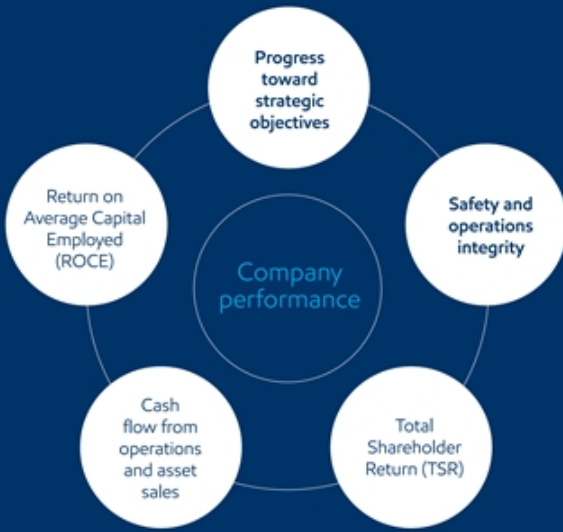 Progress
toward
strategic
objectives
Return on
Average Capital
Employed
(ROCE)
Safety and
operations
integrity
Company
performance
Cash
flow from
operations
and asset
sales
Total
Shareholder
Return (TSR)